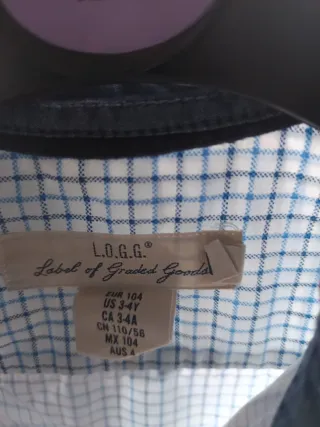 L.O.G.G.®
Label of Graded Goods
EUR 104
US 3-4Y
CA 3-4A
CN 110/56
MX 104
AUS 4